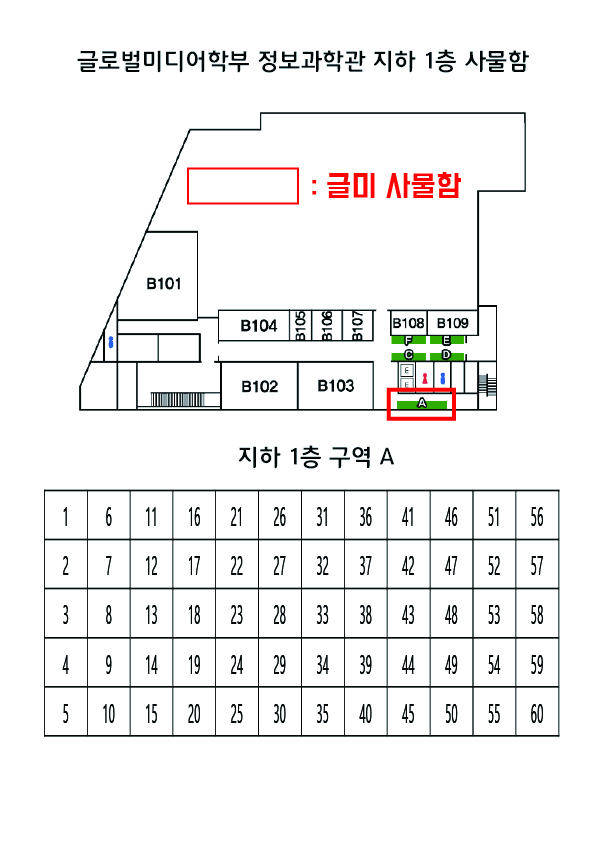 글로벌미디어학부 정보과학관 지하 1층 사물함
: 글미 사물함
B101
B104 B105 B106 B107 B108 B109
F E
C D
B102 B103 E
E
A
지하 1층 구역 A
1 6 11 16 21 26 31 36 41 46 51 56
2 7 12 17 22 27 32 37 42 47 52 57
3 8 13 18 23 28 33 38 43 48 53 58
4 9 14 19 24 29 34 39 44 49 54 59
5 10 15 20 25 30 35 40 45 50 55 60